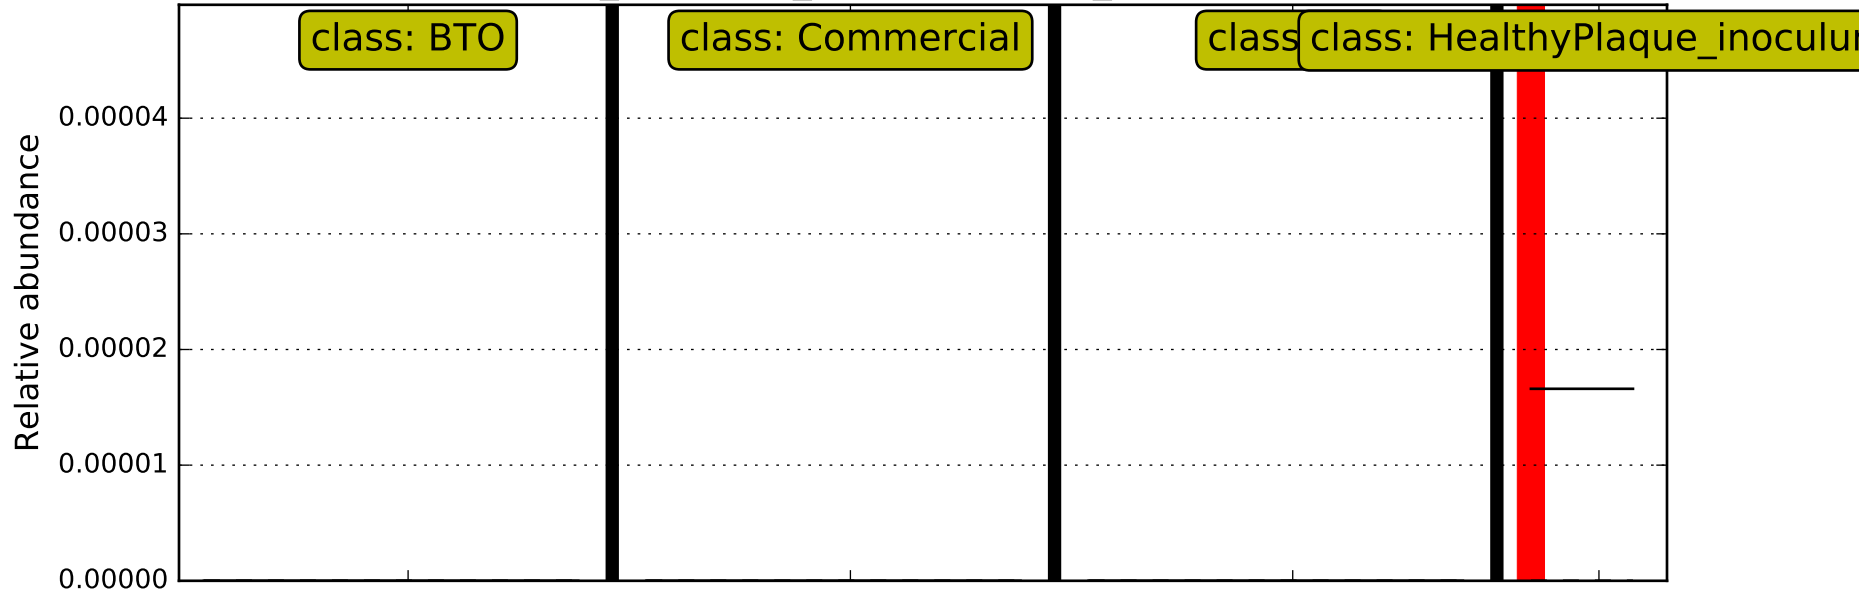 class: BTO
class: Commercial
class
class: HealthyPlaque_inoculu
Relative abundance
0.00004
0.00003
0.00002
0.00001
0.00000